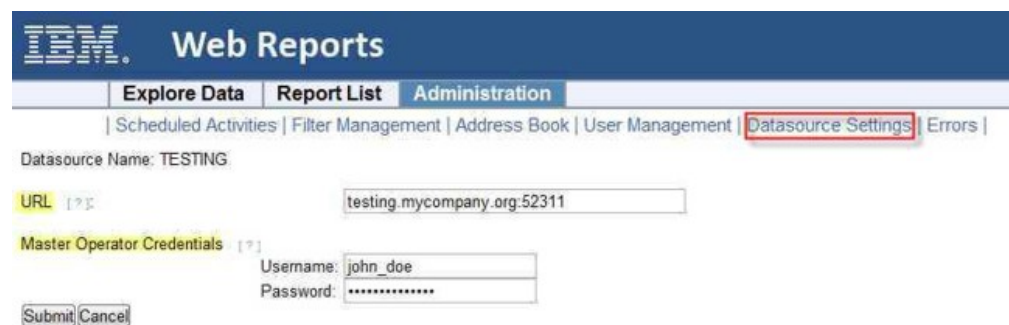 IBM. Web Reports
Explore Data Report List Administration
| Scheduled Activities | Filter Management | Address Book | User Management | Datasource Settings | Errors |
Datasource Name: TESTING
URL [?]: testing.mycompany.org:52311
Master Operator Credentials [?]
Username: john_doe
Password: ••••••••••••••
Submit Cancel